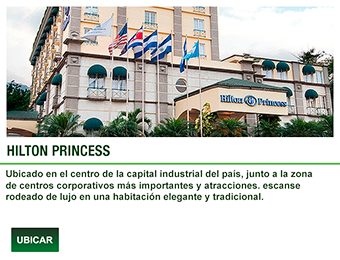 Hilton Princess
HILTON PRINCESS
Ubicado en el centro de la capital industrial del país, junto a la zona
de centros corporativos más importantes y atracciones. escanse
rodeado de lujo en una habitación elegante y tradicional.
UBICAR